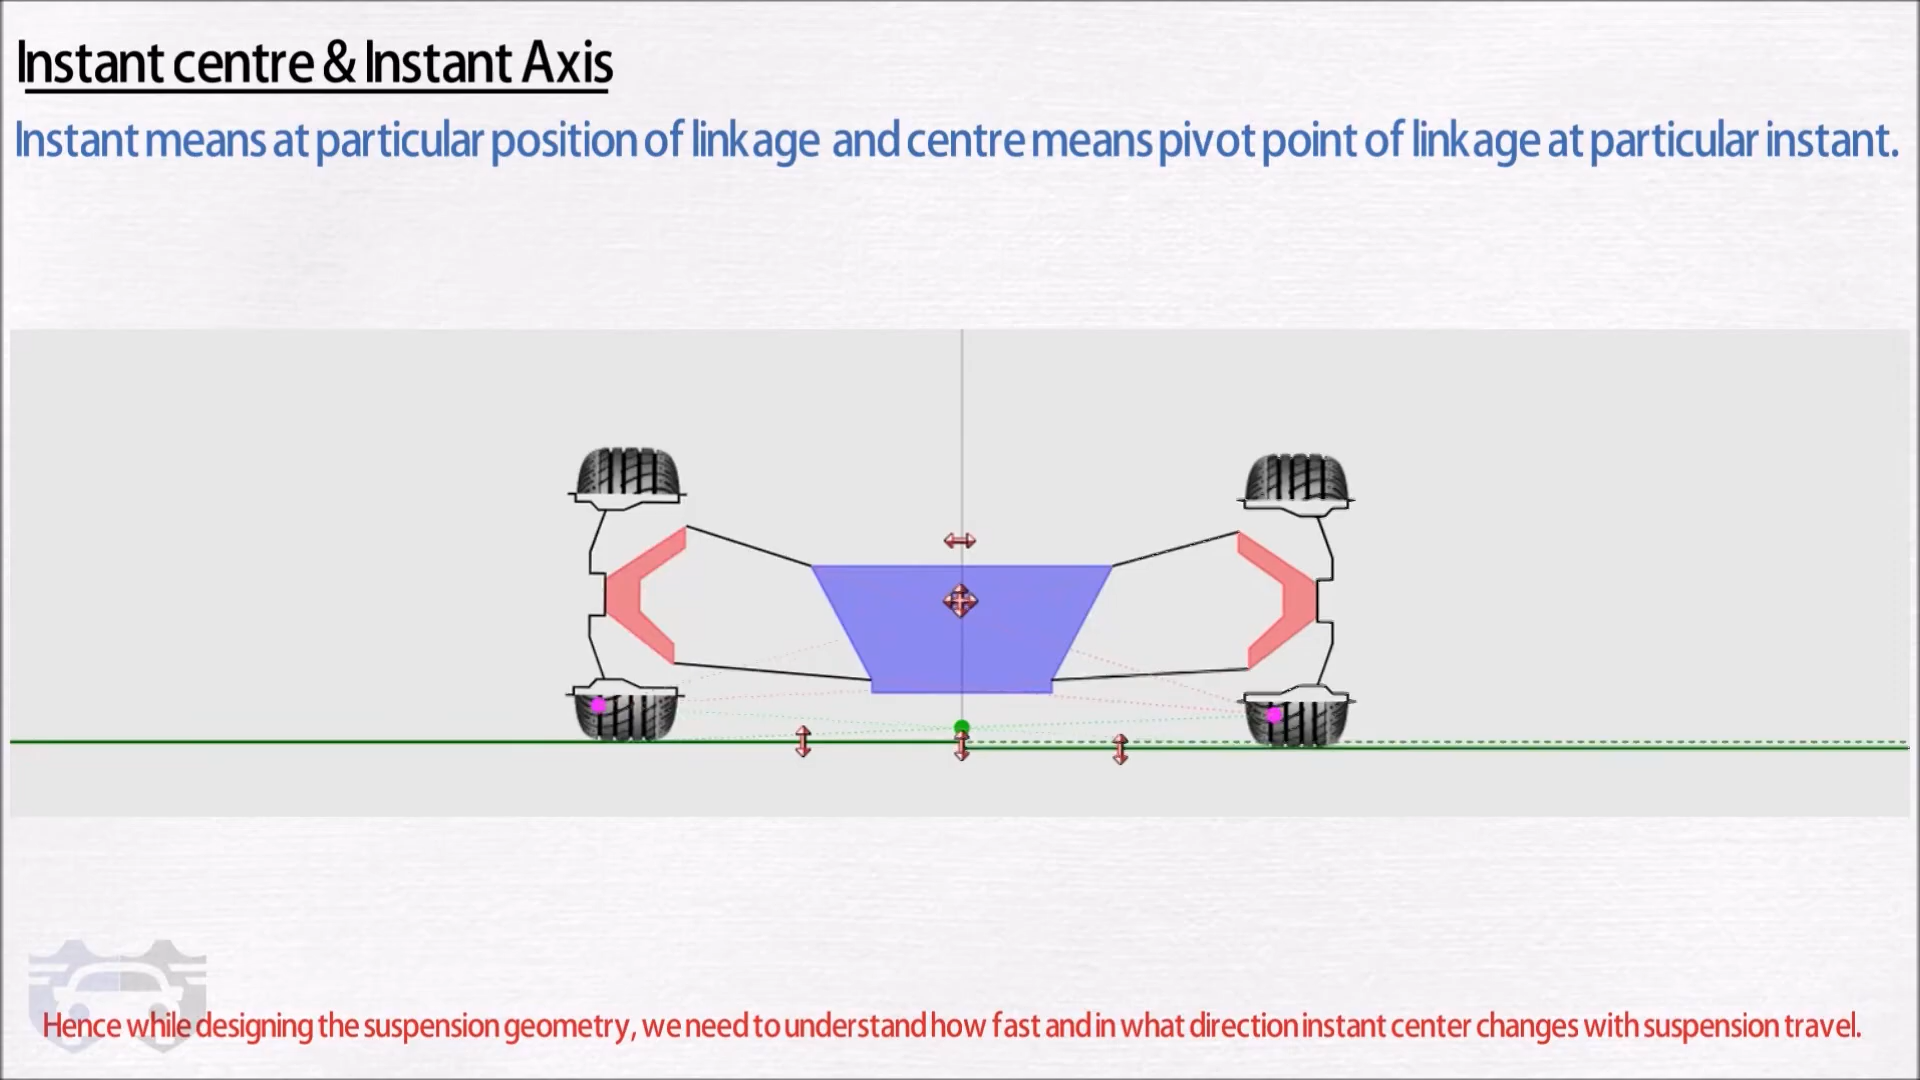 Instant centre & Instant Axis
Instant means at particular position of linkage and centre means pivot point of linkage at particular instant.
Hence while designing the suspension geometry, we need to understand how fast and in what direction instant center changes with suspension travel.